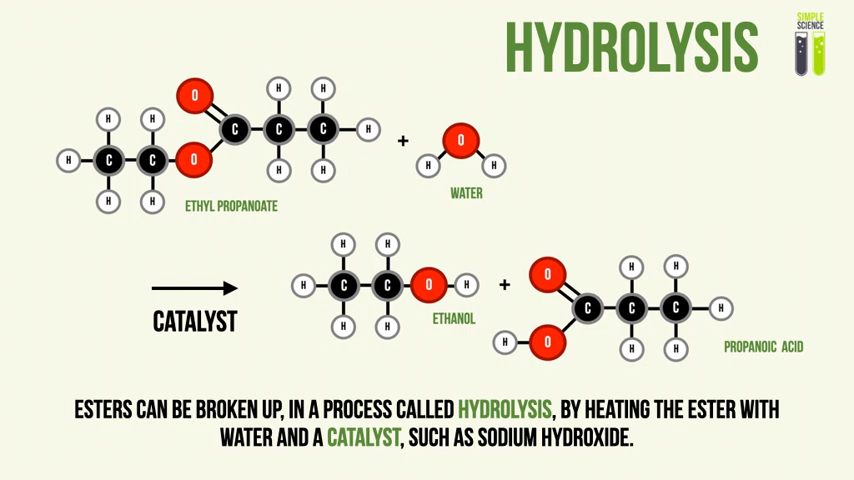 HYDROLYSIS
SIMPLE
SCIENCE
H H
O H H
C C C H
H C C O
H H H H
+
O
H H
ETHYL PROPANOATE
WATER
CATALYST
H H
H C C O H
H H
ETHANOL
+
O H H
C C C H
H O H H
PROPANOIC ACID
ESTERS CAN BE BROKEN UP, IN A PROCESS CALLED HYDROLYSIS, BY HEATING THE ESTER WITH
WATER AND A CATALYST, SUCH AS SODIUM HYDROXIDE.